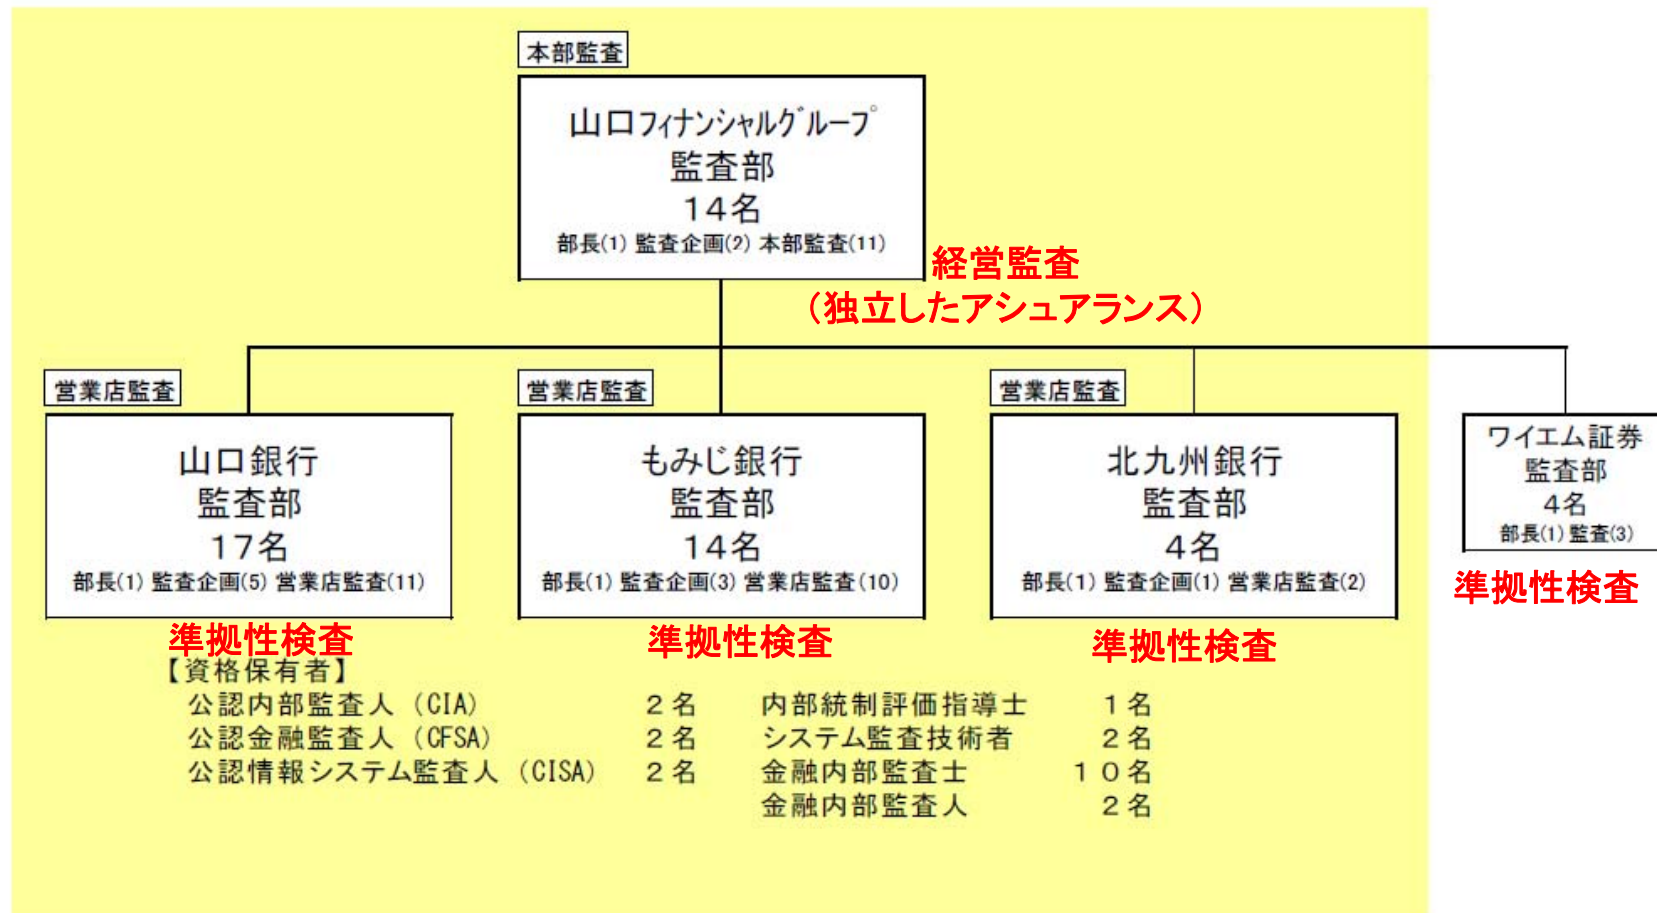 本部監査
山口フィナンシャルグループ
監査部
14名
部長(1) 監査企画(2) 本部監査(11)
経営監査
（独立したアシュアランス）
営業店監査
山口銀行
監査部
17名
部長(1) 監査企画(5) 営業店監査(11)
準拠性検査
営業店監査
もみじ銀行
監査部
14名
部長(1) 監査企画(3) 営業店監査(10)
準拠性検査
営業店監査
北九州銀行
監査部
4名
部長(1) 監査企画(1) 営業店監査(2)
準拠性検査
ワイエム証券
監査部
4名
部長(1) 監査(3)
準拠性検査
【資格保有者】
公認内部監査人（CIA） 2名
公認金融監査人（CFSA） 2名
公認情報システム監査人（CISA） 2名
内部統制評価指導士 1名
システム監査技術者 2名
金融内部監査士 10名
金融内部監査人 2名